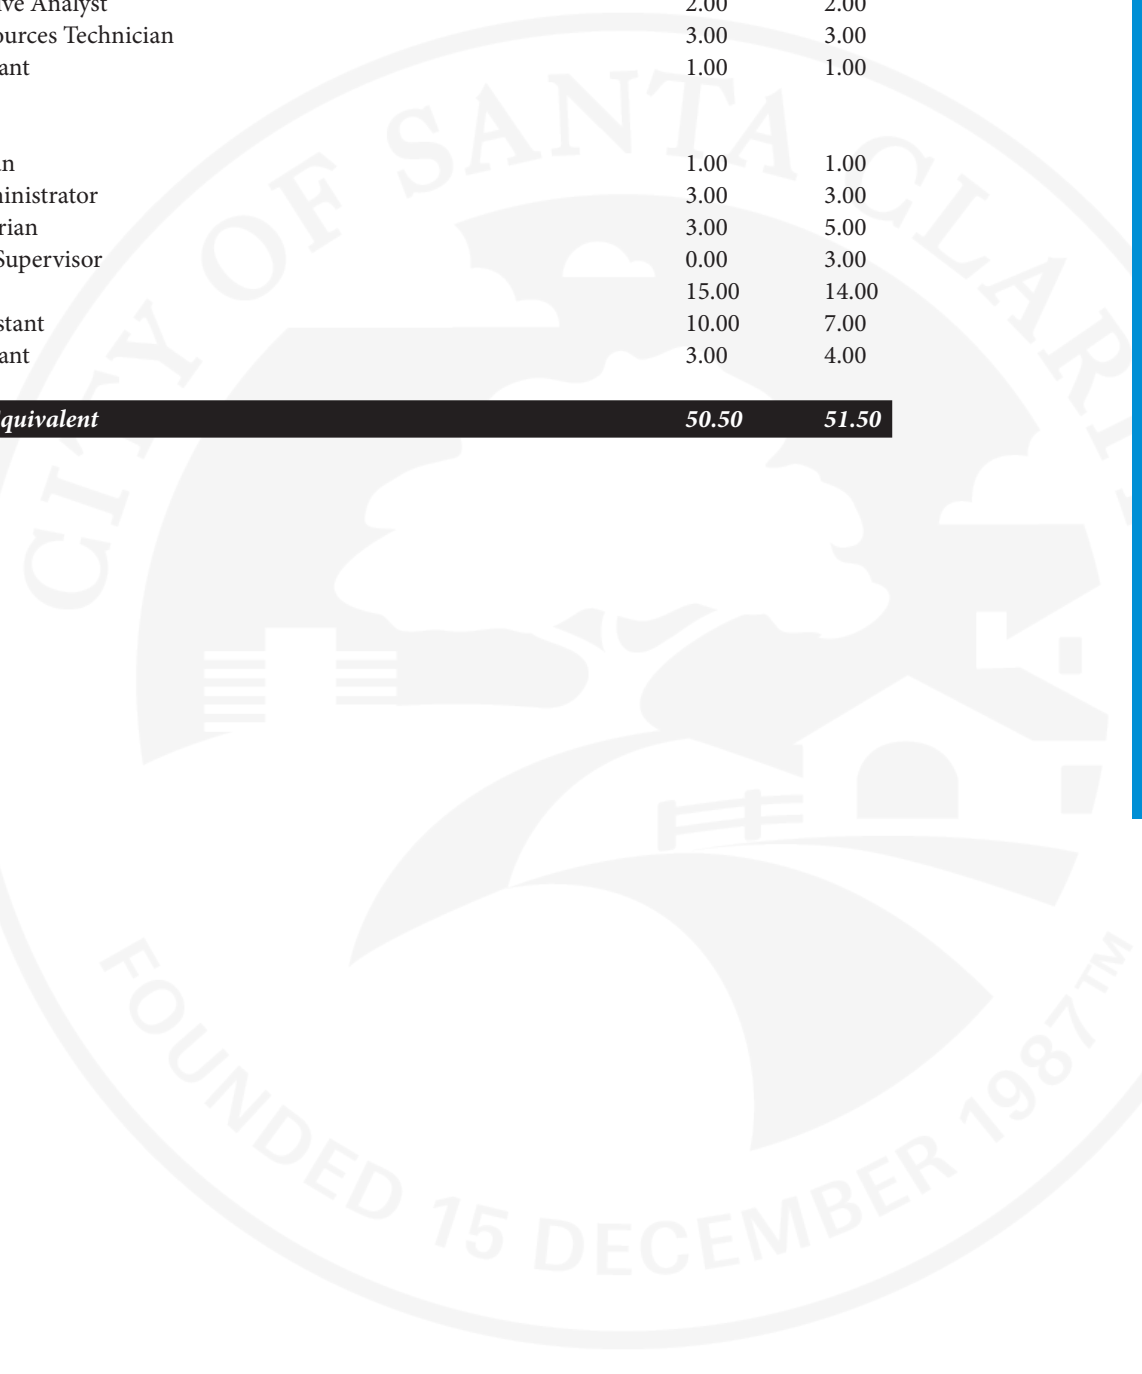 ive Analyst 2.00 2.00
ources Technician 3.00 3.00
ant 1.00 1.00
n 1.00 1.00
ninistrator 3.00 3.00
rian 3.00 5.00
Supervisor 0.00 3.00
15.00 14.00
stant 10.00 7.00
ant 3.00 4.00
quivalent 50.50 51.50
CITY OF SANTA CLARI
FOUNDED 15 DECEMBER 1987™